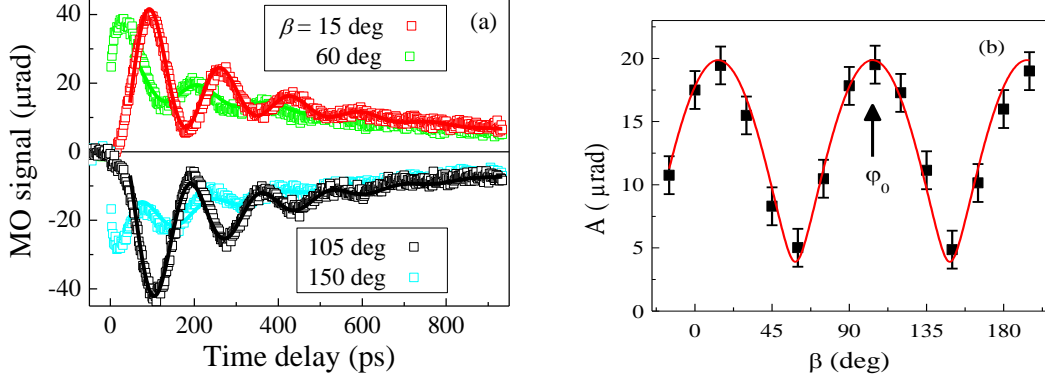 (a)
β = 15 deg
60 deg
40
20
0
-20
-40
MO signal (μrad)
105 deg
150 deg
0 200 400 600 800
Time delay (ps)
(b)
20
15
10
5
0
A ( μrad)
φ0
0 45 90 135 180
β (deg)